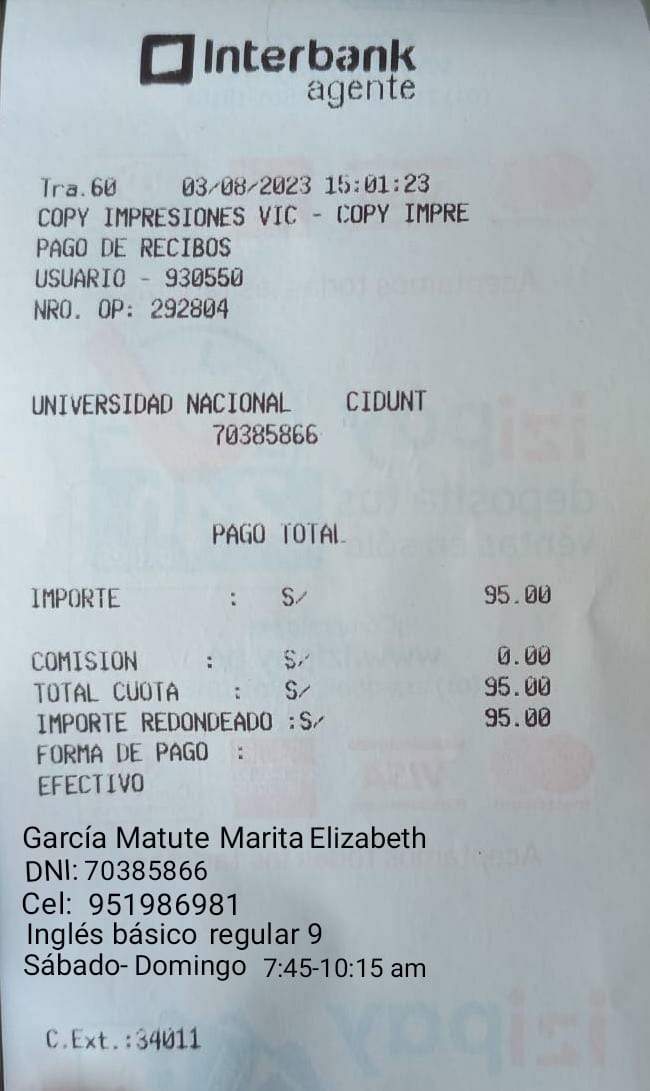 Interbank
agente
Tra.60 03/08/2023 15:01:23
COPY IMPRESIONES VIC - COPY IMPRE
PAGO DE RECIBOS
USUARIO - 930550
NRO. OP: 292804
UNIVERSIDAD NACIONAL CIDUNT
70385866
PAGO TOTAL
IMPORTE : S/ 95.00
COMISION : S/ 0.00
TOTAL CUOTA : S/ 95.00
IMPORTE REDONDEADO :S/ 95.00
FORMA DE PAGO :
EFECTIVO
García Matute Marita Elizabeth
DNI: 70385866
Cel: 951986981
Inglés básico regular 9
Sábado- Domingo 7:45-10:15 am
C.Ext.:34011